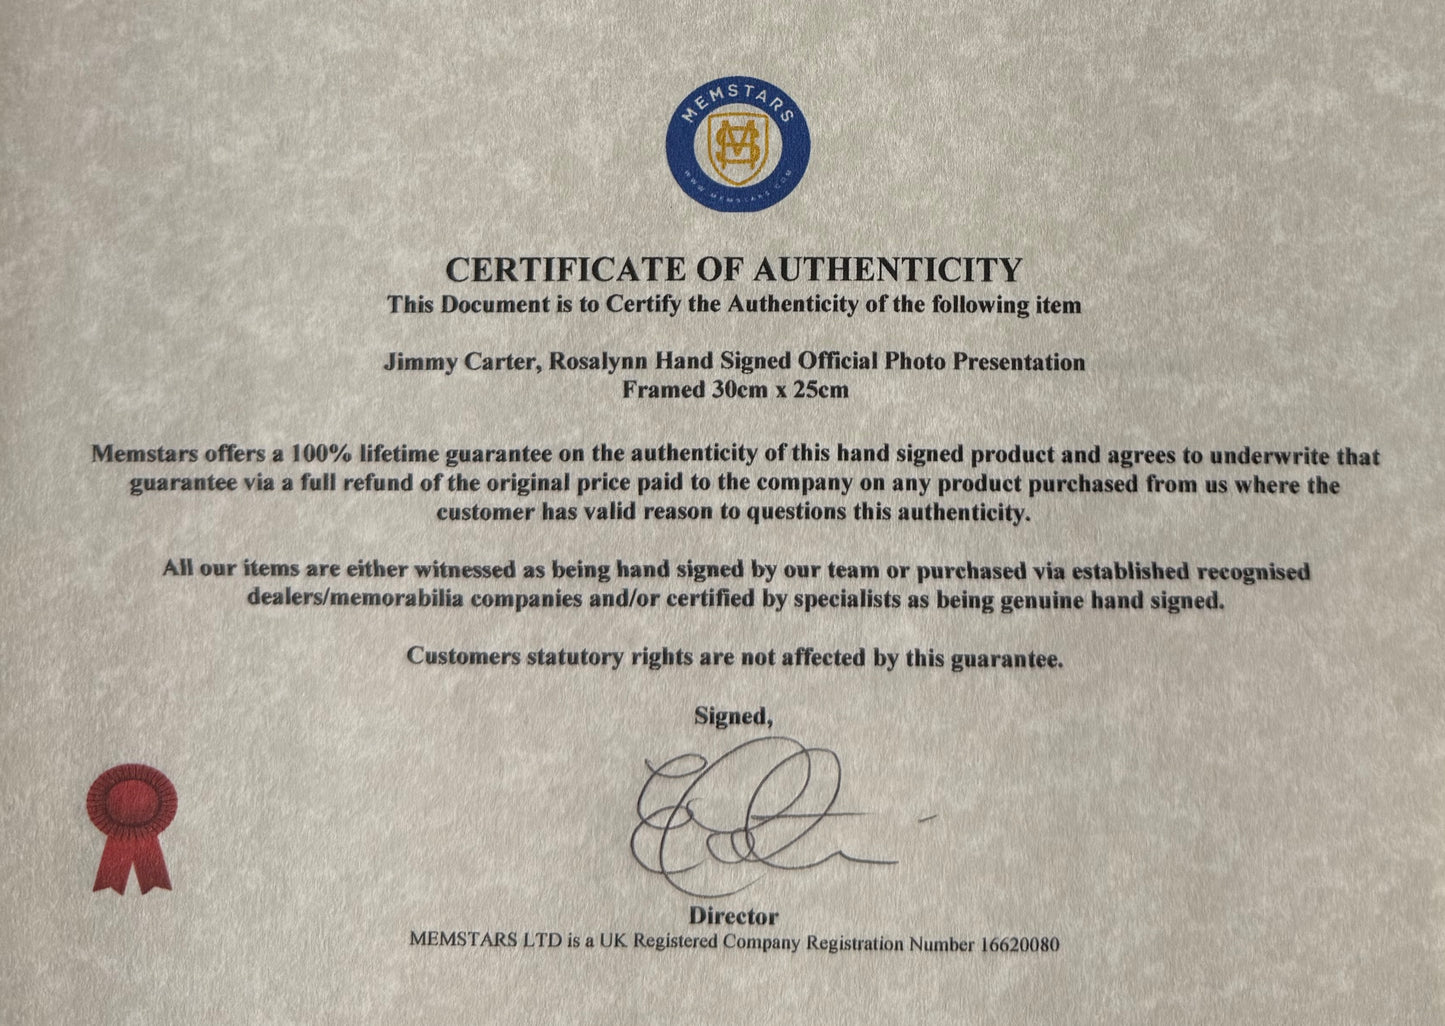 MEMSTARS
WWW.MEMSTARS.COM
CERTIFICATE OF AUTHENTICITY
This Document is to Certify the Authenticity of the following item
Jimmy Carter, Rosalynn Hand Signed Official Photo Presentation
Framed 30cm x 25cm
Memstars offers a 100% lifetime guarantee on the authenticity of this hand signed product and agrees to underwrite that
guarantee via a full refund of the original price paid to the company on any product purchased from us where the
customer has valid reason to questions this authenticity.
All our items are either witnessed as being hand signed by our team or purchased via established recognised
dealers/memorabilia companies and/or certified by specialists as being genuine hand signed.
Customers statutory rights are not affected by this guarantee.
Signed,
Director
MEMSTARS LTD is a UK Registered Company Registration Number 16620080